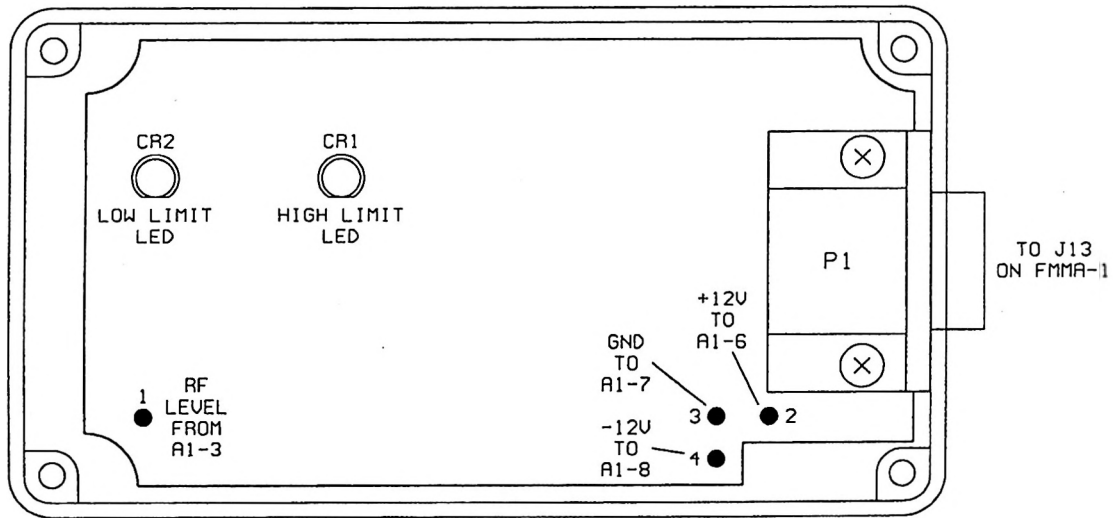 CR2
LOW LIMIT
LED
CR1
HIGH LIMIT
LED
P1
TO J13
ON FMMA-1
+12V
TO
A1-6
GND
TO
A1-7
3
2
-12V
TO
A1-8
4
1
RF
LEVEL
FROM
A1-3